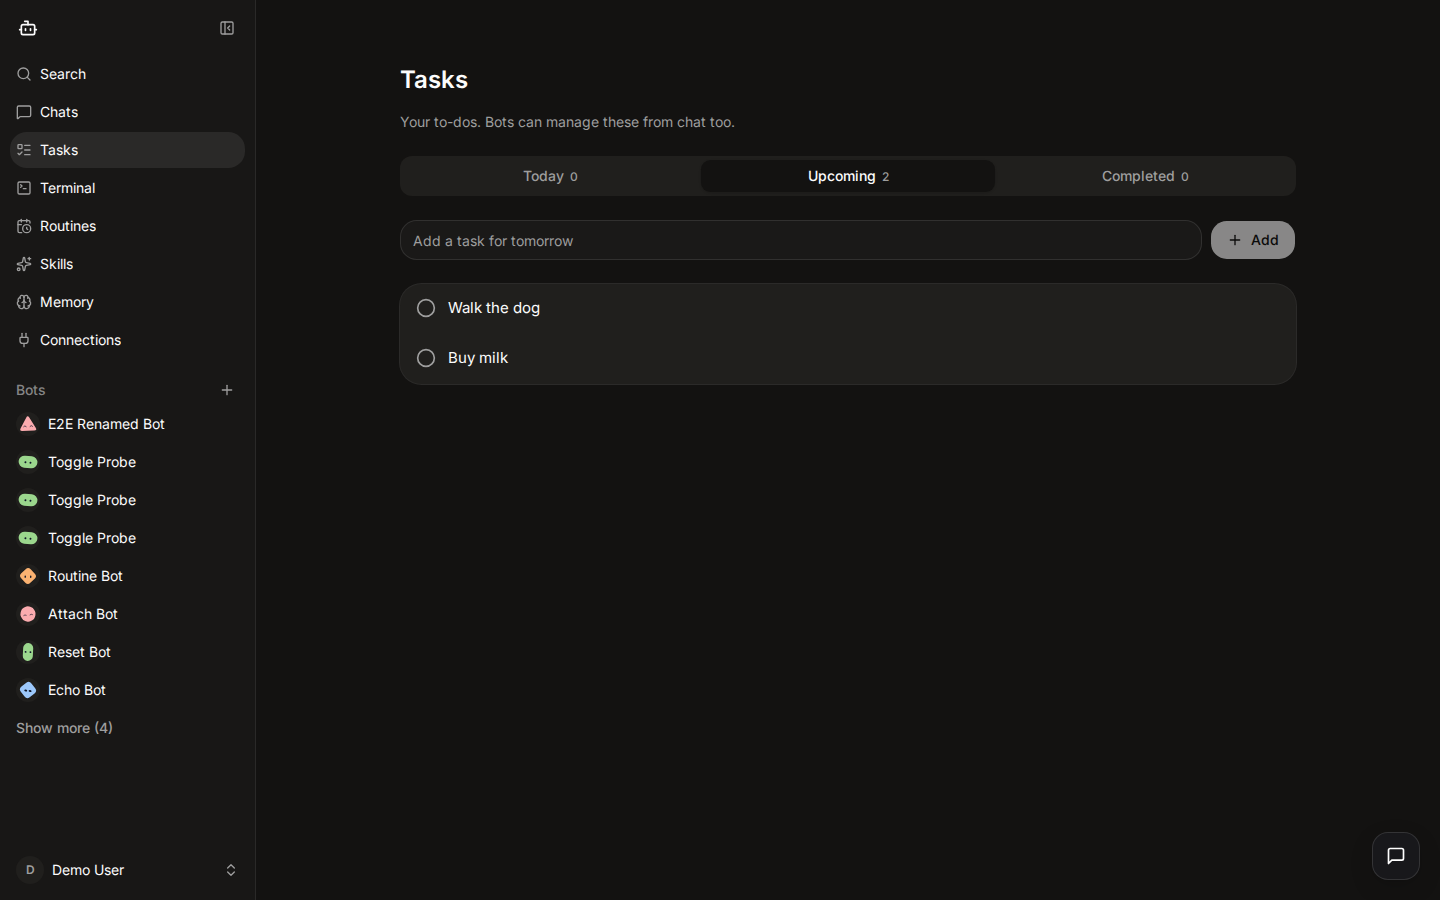 Search
Chats
Tasks
Terminal
Routines
Skills
Memory
Connections
Bots
E2E Renamed Bot
Toggle Probe
Toggle Probe
Toggle Probe
Routine Bot
Attach Bot
Reset Bot
Echo Bot
Show more (4)
D Demo User
Tasks
Your to-dos. Bots can manage these from chat too.
Today 0 Upcoming 2 Completed 0
Add a task for tomorrow Add
Walk the dog
Buy milk